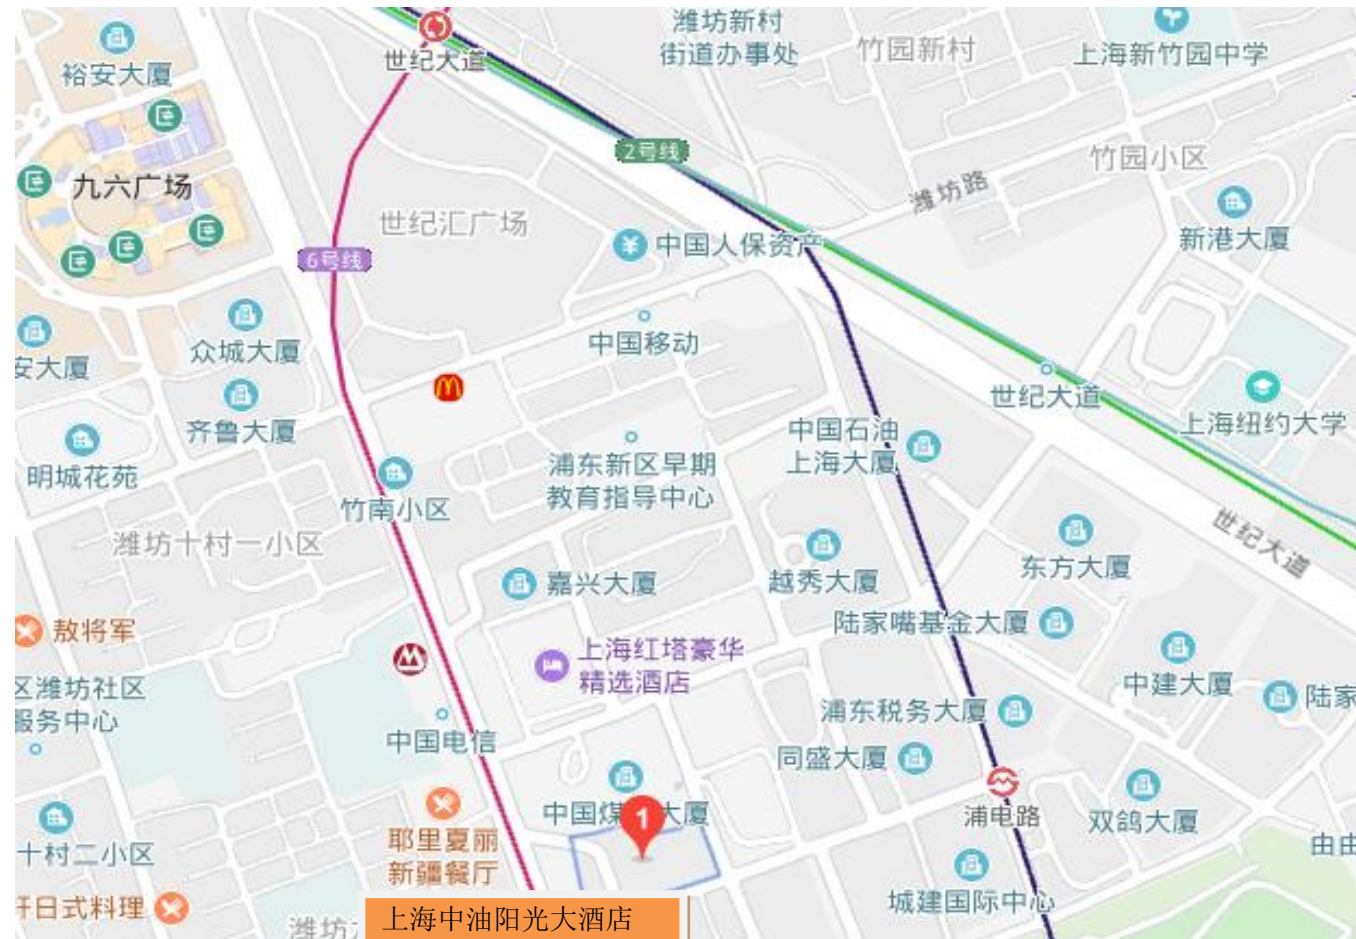 潍坊新村
街道办事处
竹园新村
上海新竹园中学
世纪大道
裕安大厦
2号线
竹园小区
九六广场
潍坊路
世纪汇广场
中国人保资产
新港大厦
6号线
众城大厦
中国移动
安大厦
世纪大道
齐鲁大厦
上海纽约大学
中国石油
上海大厦
明城花苑
浦东新区早期
教育指导中心
竹南小区
世纪大道
潍坊十村一小区
东方大厦
嘉兴大厦
越秀大厦
陆家嘴基金大厦
敖将军
上海红塔豪华
精选酒店
中建大厦
区潍坊社区
服务中心
陆家
浦东税务大厦
中国电信
同盛大厦
中国煤
大厦
1
浦电路
双鸽大厦
耶里夏丽
新疆餐厅
十村二小区
由由
城建国际中心
日式料理
潍坊
上海中油阳光大酒店